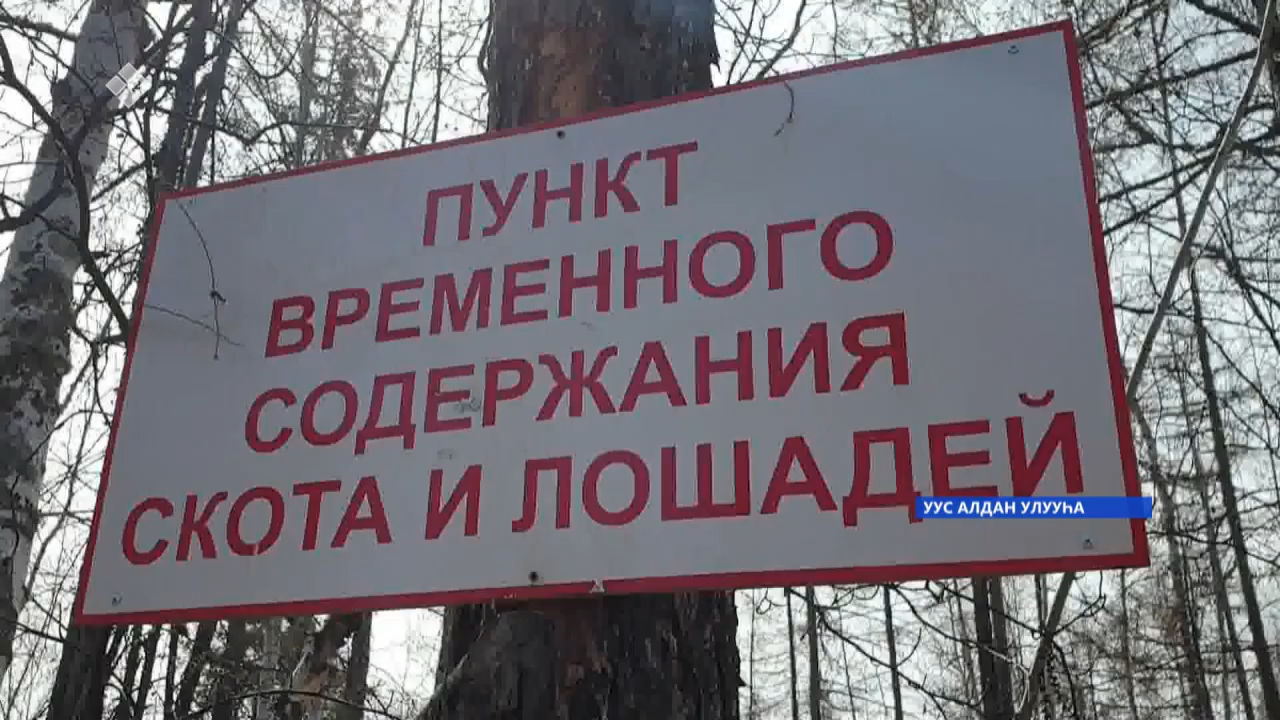 ПУНКТ
ВРЕМЕННОГО
СОДЕРЖАНИЯ
СКОТА И ЛОШАДЕЙ
УУС АЛДАН УЛУУҺА